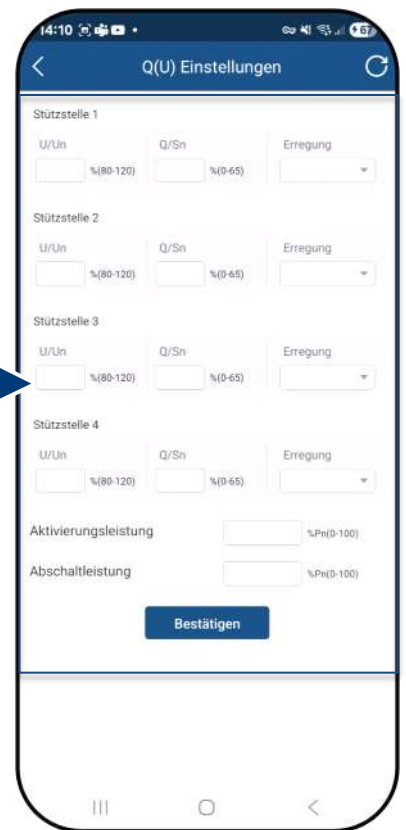 14:10
67
Q(U) Einstellungen
Stützstelle 1
U/Un Q/Sn Erregung
%(80-120) %(0-65)
Stützstelle 2
U/Un Q/Sn Erregung
%(80-120) %(0-65)
Stützstelle 3
U/Un Q/Sn Erregung
%(80-120) %(0-65)
Stützstelle 4
U/Un Q/Sn Erregung
%(80-120) %(0-65)
Aktivierungsleistung %Pn(0-100)
Abschaltleistung %Pn(0-100)
Bestätigen